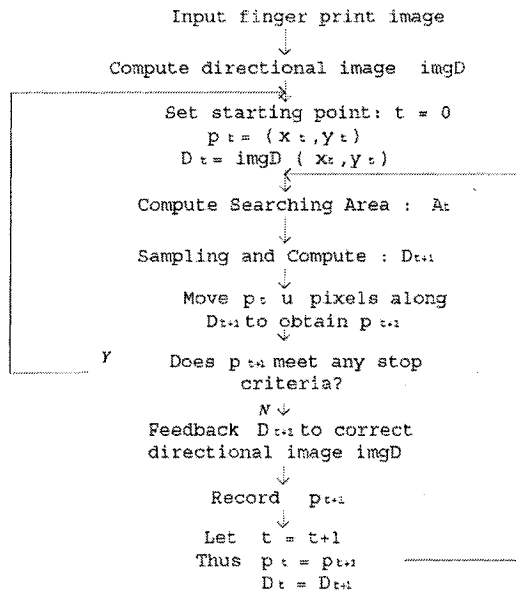 Input finger print image
Compute directional image imgD
Set starting point: t = 0
p t = ( x t , y t )
D t = imgD ( x t , y t )
Compute Searching Area : A t
Sampling and Compute : D t+1
Move p t u pixels along
D t+1 to obtain p t+1
Y
Does p t+1 meet any stop
criteria?
N
Feedback D t+1 to correct
directional image imgD
Record p t+1
Let t = t+1
Thus p t = p t+1
D t = D t+1